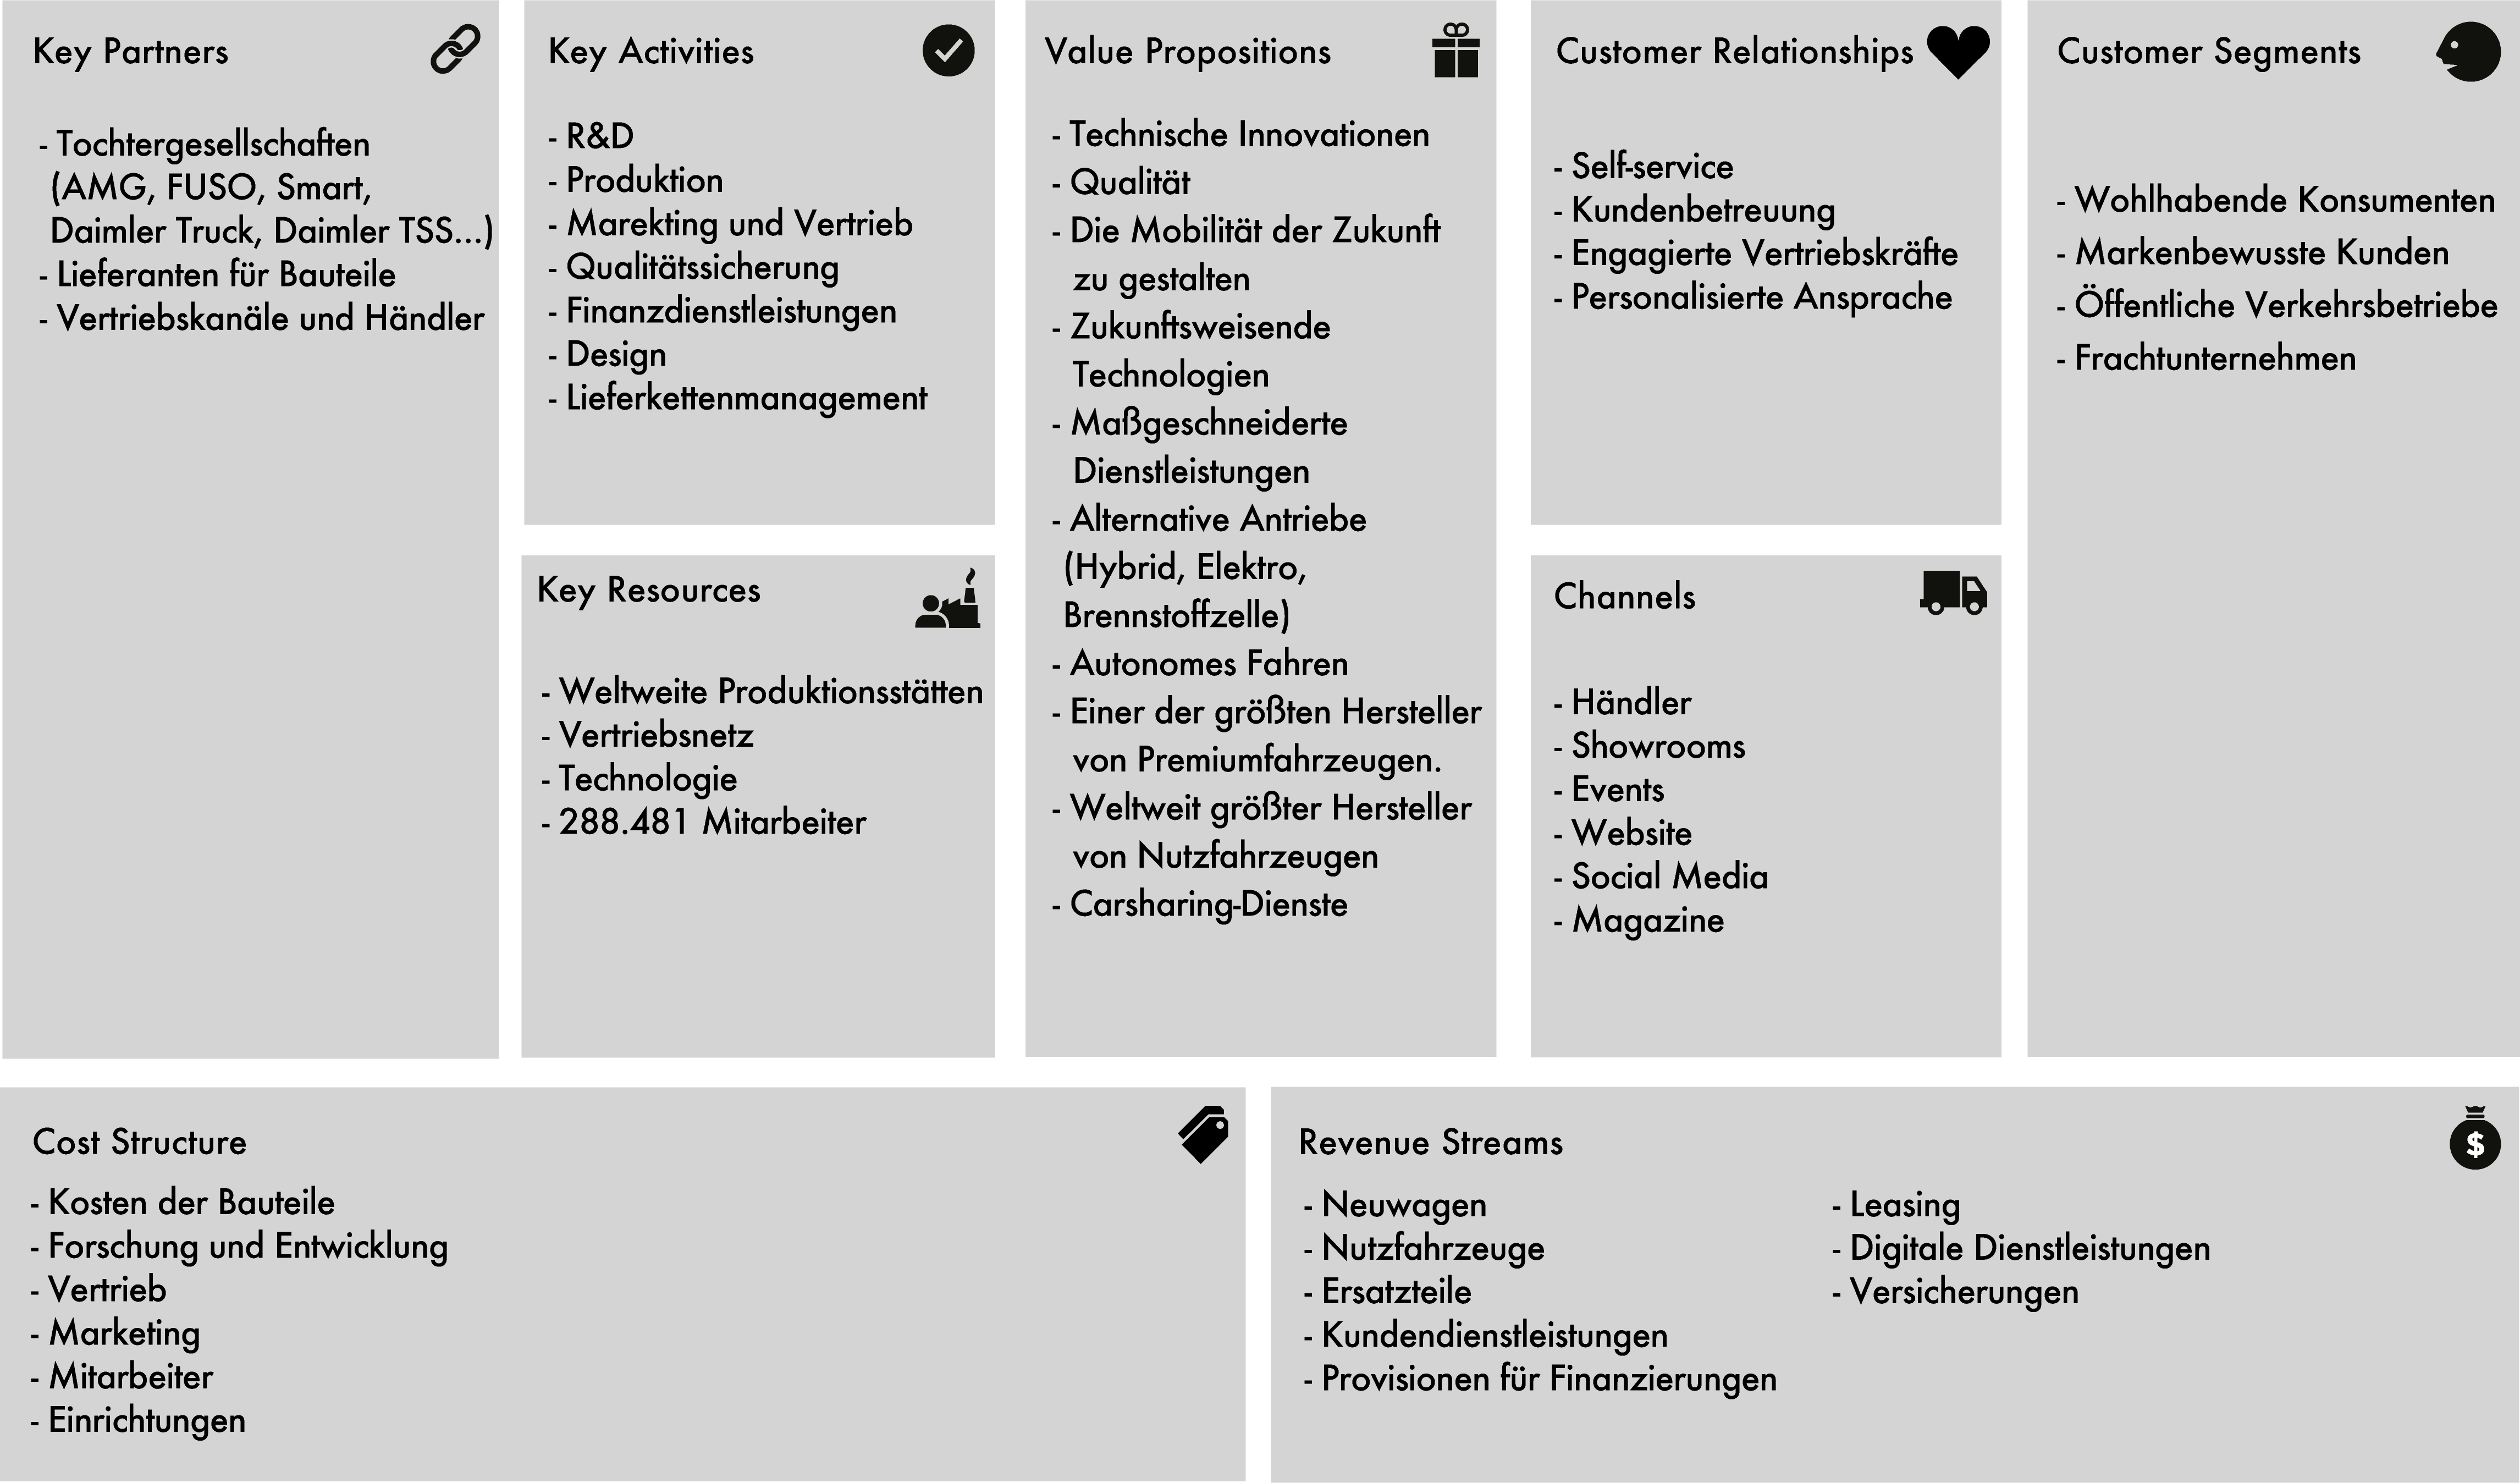 Key Partners
- Tochtergesellschaften
(AMG, FUSO, Smart,
Daimler Truck, Daimler TSS...)
- Lieferanten für Bauteile
- Vertriebskanäle und Händler
Key Activities
- R&D
- Produktion
- Marekting und Vertrieb
- Qualitätssicherung
- Finanzdienstleistungen
- Design
- Lieferkettenmanagement
Key Resources
- Weltweite Produktionsstätten
- Vertriebsnetz
- Technologie
- 288.481 Mitarbeiter
Value Propositions
- Technische Innovationen
- Qualität
- Die Mobilität der Zukunft
zu gestalten
- Zukunftsweisende
Technologien
- Maßgeschneiderte
Dienstleistungen
- Alternative Antriebe
(Hybrid, Elektro,
Brennstoffzelle)
- Autonomes Fahren
- Einer der größten Hersteller
von Premiumfahrzeugen.
- Weltweit größter Hersteller
von Nutzfahrzeugen
- Carsharing-Dienste
Customer Relationships
- Self-service
- Kundenbetreuung
- Engagierte Vertriebskräfte
- Personalisierte Ansprache
Channels
- Händler
- Showrooms
- Events
- Website
- Social Media
- Magazine
Customer Segments
- Wohlhabende Konsumenten
- Markenbewusste Kunden
- Öffentliche Verkehrsbetriebe
- Frachtunternehmen
Cost Structure
- Kosten der Bauteile
- Forschung und Entwicklung
- Vertrieb
- Marketing
- Mitarbeiter
- Einrichtungen
Revenue Streams
$
- Neuwagen
- Nutzfahrzeuge
- Ersatzteile
- Kundendienstleistungen
- Provisionen für Finanzierungen
- Leasing
- Digitale Dienstleistungen
- Versicherungen